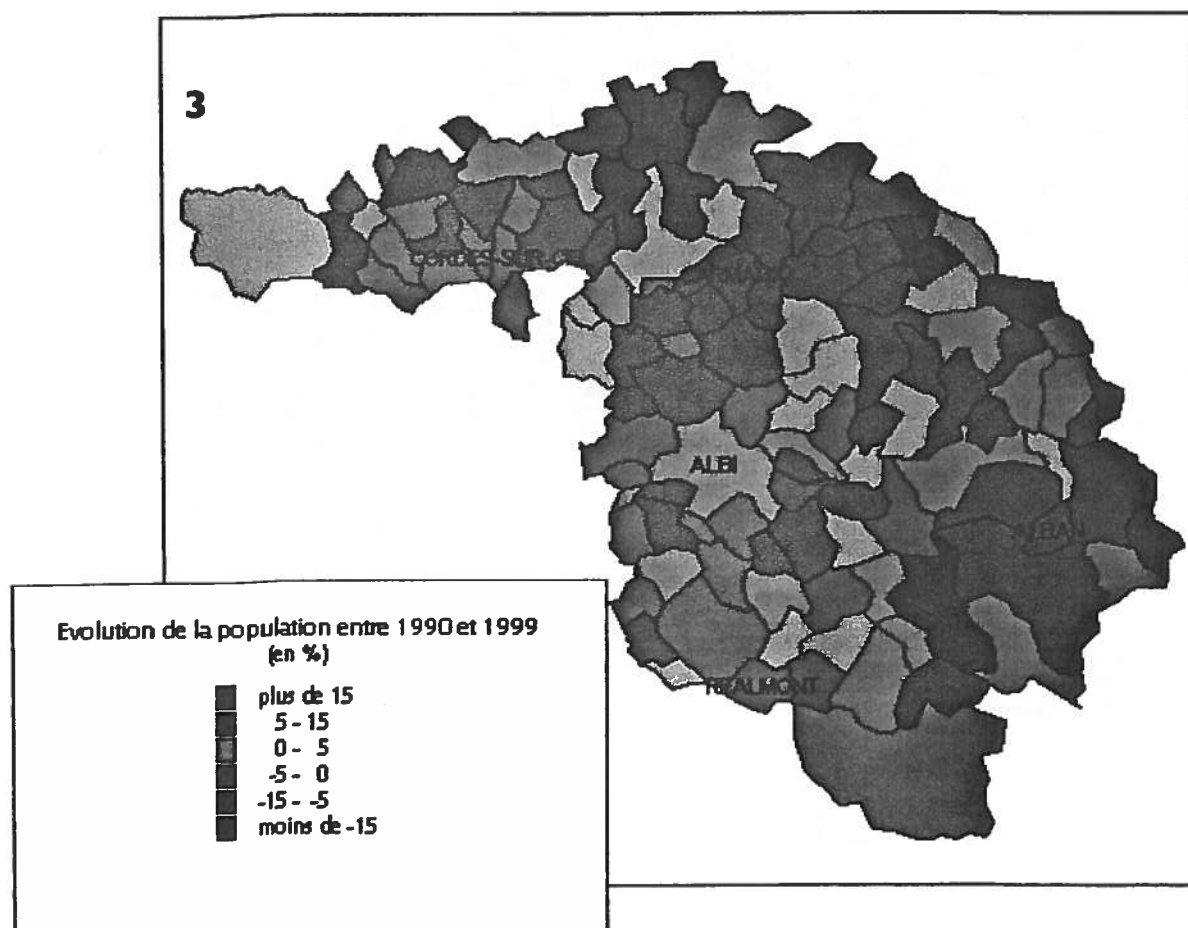 3
CORDES-SUR
ALBI
ALBAN
REALMONT
Evolution de la population entre 1990 et 1999
(en %)
plus de 15
5 - 15
0 - 5
-5 - 0
-15 - -5
moins de -15